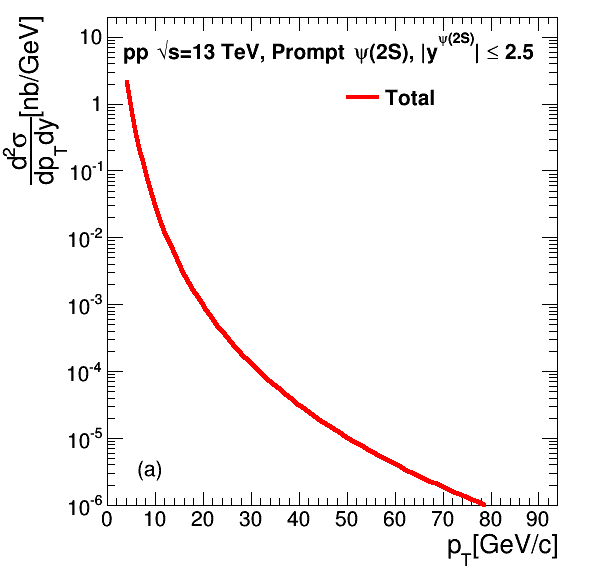 pp √s=13 TeV, Prompt ψ(2S), |y^ψ(2S)| ≤ 2.5
Total
d²σ
dp_T dy [nb/GeV]
10
1
10⁻¹
10⁻²
10⁻³
10⁻⁴
10⁻⁵
10⁻⁶
(a)
0 10 20 30 40 50 60 70 80 90
p_T[GeV/c]